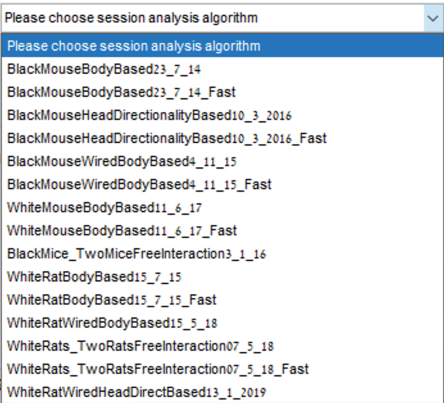 Please choose session analysis algorithm
Please choose session analysis algorithm
BlackMouseBodyBased23_7_14
BlackMouseBodyBased23_7_14_Fast
BlackMouseHeadDirectionalityBased10_3_2016
BlackMouseHeadDirectionalityBased10_3_2016_Fast
BlackMouseWiredBodyBased4_11_15
BlackMouseWiredBodyBased4_11_15_Fast
WhiteMouseBodyBased11_6_17
WhiteMouseBodyBased11_6_17_Fast
BlackMice_TwoMiceFreeInteraction3_1_16
WhiteRatBodyBased15_7_15
WhiteRatBodyBased15_7_15_Fast
WhiteRatWiredBodyBased15_5_18
WhiteRats_TwoRatsFreeInteraction07_5_18
WhiteRats_TwoRatsFreeInteraction07_5_18_Fast
WhiteRatWiredHeadDirectBased13_1_2019